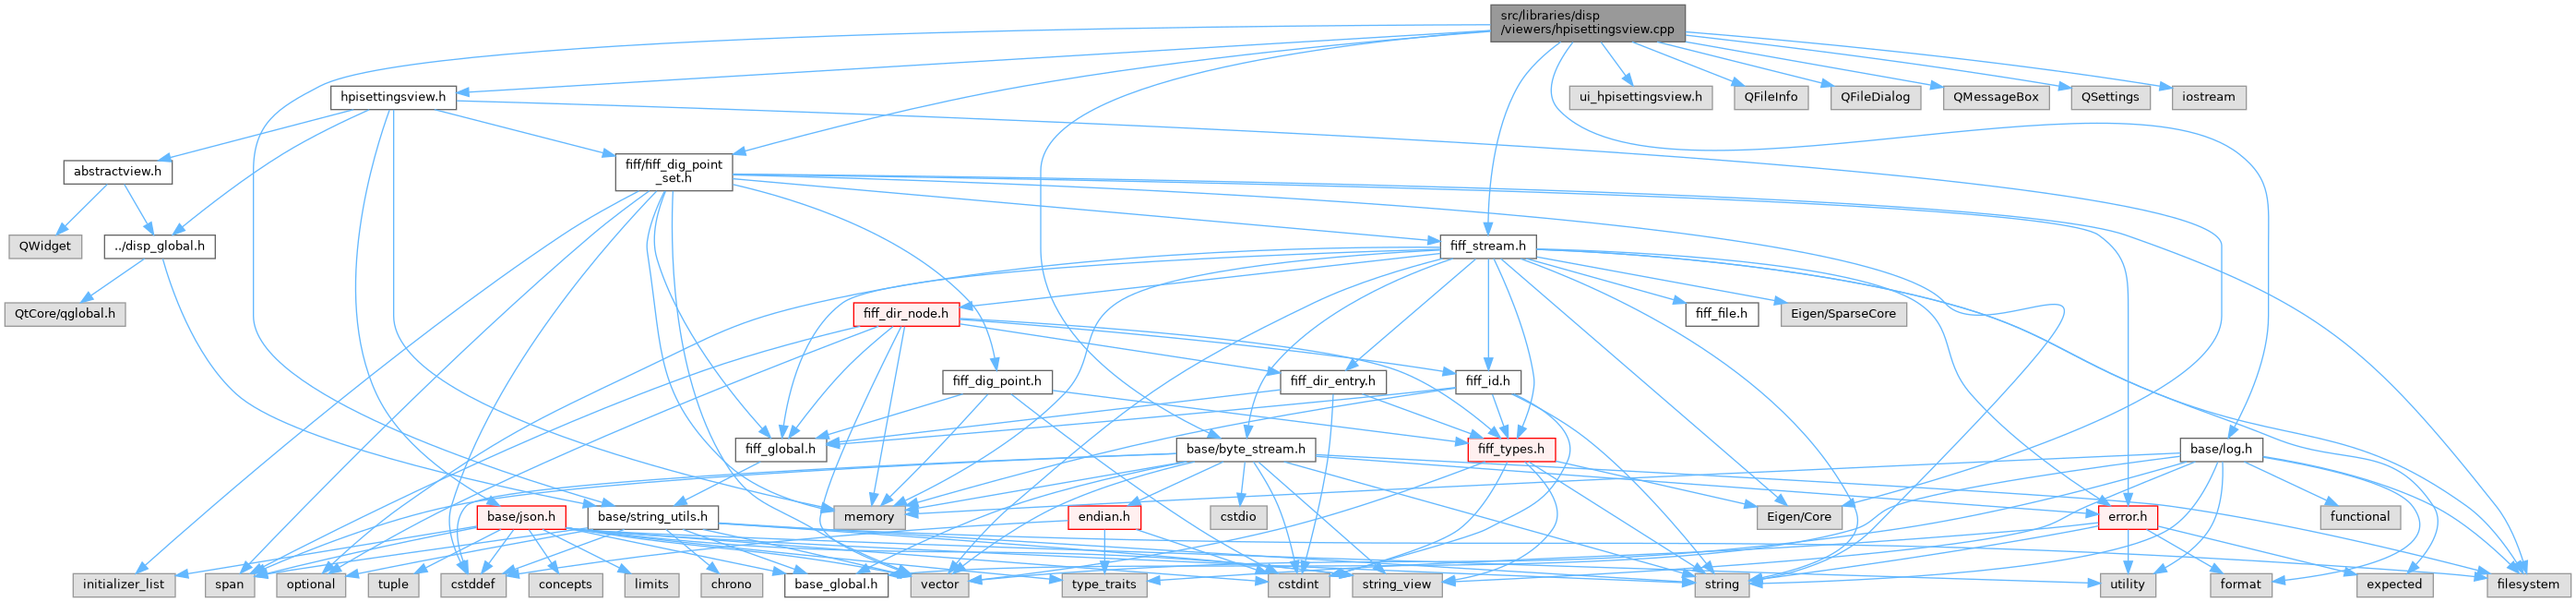 src/libraries/disp
/viewers/hpisettingsview.cpp
hpisettingsview.h
ui_hpisettingsview.h
QFileInfo
QFileDialog
QMessageBox
QSettings
iostream
abstractview.h
fiff/fiff_dig_point
_set.h
QWidget
../disp_global.h
fiff_stream.h
QtCore/qglobal.h
fiff_dir_node.h
fiff_file.h
Eigen/SparseCore
fiff_dig_point.h
fiff_dir_entry.h
fiff_id.h
fiff_global.h
base/byte_stream.h
fiff_types.h
base/log.h
base/json.h
base/string_utils.h
memory
endian.h
cstdio
Eigen/Core
error.h
functional
initializer_list
span
optional
tuple
cstddef
concepts
limits
chrono
base_global.h
vector
type_traits
cstdint
string_view
string
utility
format
expected
filesystem